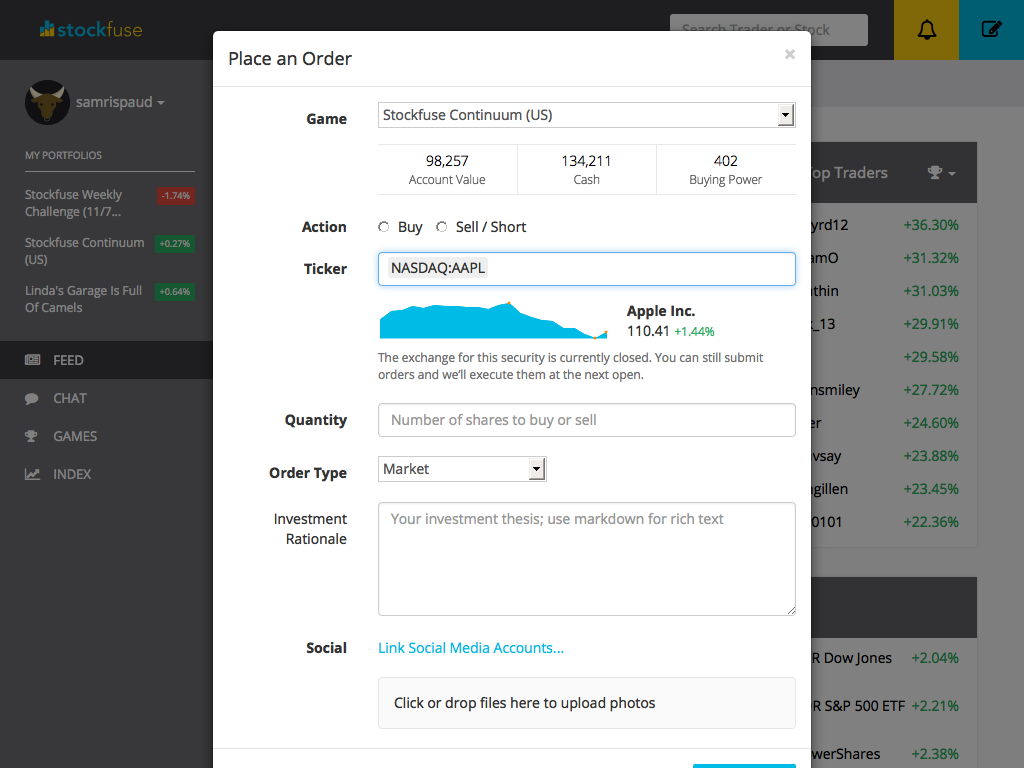 stockfuse
Search Trader or Stock
samrispaud
MY PORTFOLIOS
Stockfuse Weekly
Challenge (11/7...
-1.74%
Stockfuse Continuum
(US)
+0.27%
Linda's Garage Is Full
Of Camels
+0.64%
FEED
CHAT
GAMES
INDEX
Place an Order
×
Game
Stockfuse Continuum (US)
98,257
Account Value
134,211
Cash
402
Buying Power
Action
Buy
Sell / Short
Ticker
NASDAQ:AAPL
Apple Inc.
110.41 +1.44%
The exchange for this security is currently closed. You can still submit
orders and we'll execute them at the next open.
Quantity
Number of shares to buy or sell
Order Type
Market
Investment
Rationale
Your investment thesis; use markdown for rich text
Social
Link Social Media Accounts...
Click or drop files here to upload photos
op Traders
yrd12 +36.30%
amO +31.32%
thin +31.03%
_13 +29.91%
+29.58%
nsmiley +27.72%
er +24.60%
vsay +23.88%
gillen +23.45%
0101 +22.36%
R Dow Jones +2.04%
R S&P 500 ETF +2.21%
werShares +2.38%